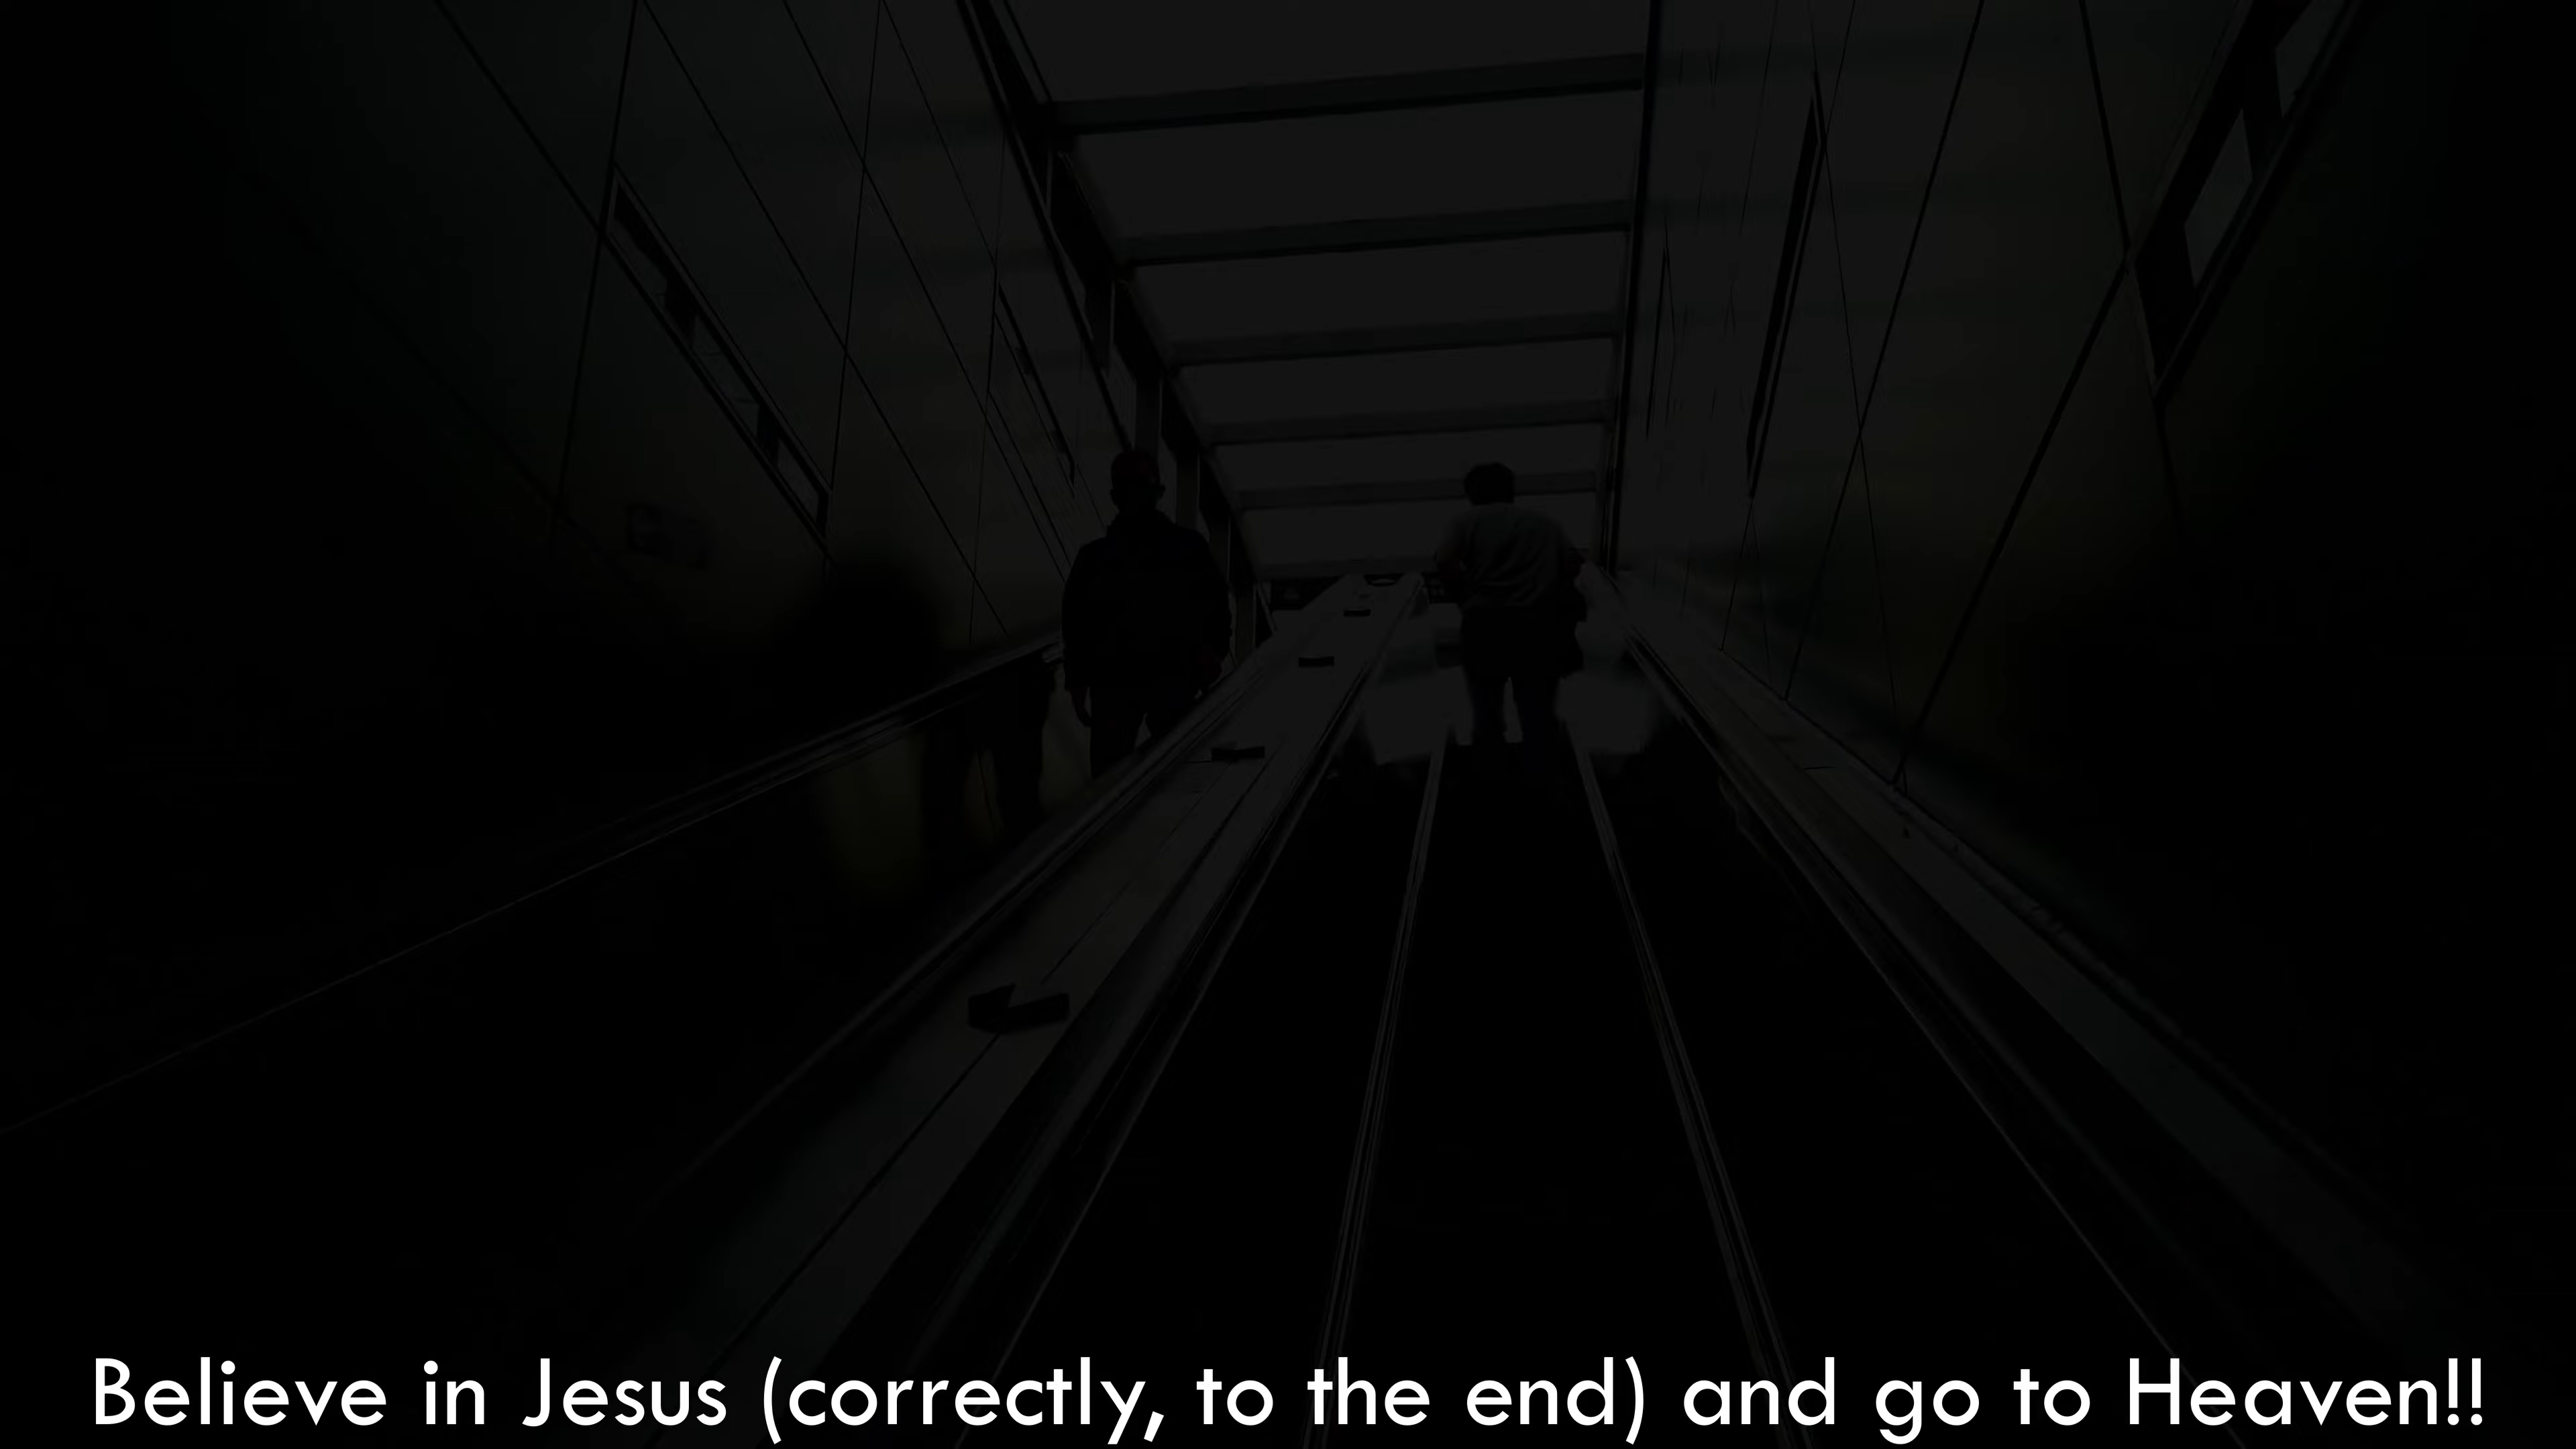 Believe in Jesus (correctly, to the end) and go to Heaven!!